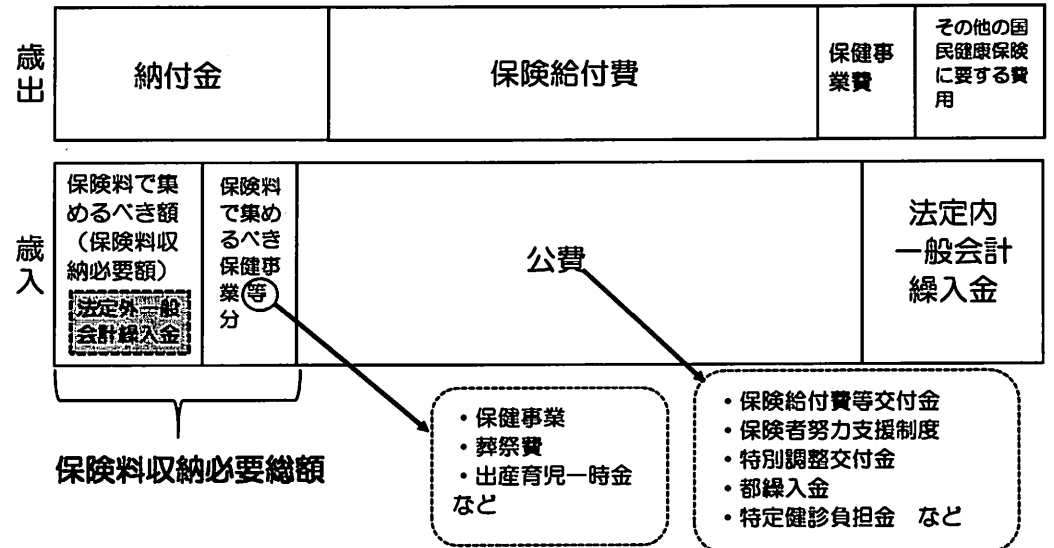 歳出
納付金
保険給付費
保健事
業費
その他の国
民健康保険
に要する費
用
歳入
保険料で集
めるべき額
（保険料収
納必要額）
法定外一般
会計繰入金
保険料
で集め
るべき
保健事
業等
分
公費
法定内
一般会計
繰入金
保険料収納必要総額
・保健事業
・葬祭費
・出産育児一時金
など
・保険給付費等交付金
・保険者努力支援制度
・特別調整交付金
・都繰入金
・特定健診負担金　など